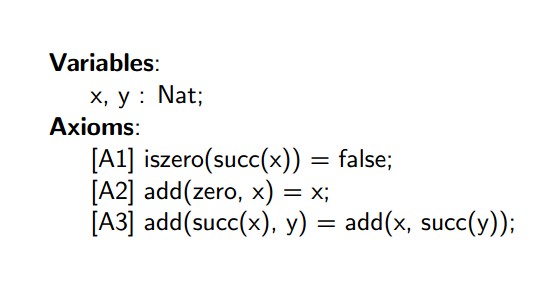 Variables:
x, y : Nat;
Axioms:
[A1] iszero(succ(x)) = false;
[A2] add(zero, x) = x;
[A3] add(succ(x), y) = add(x, succ(y));